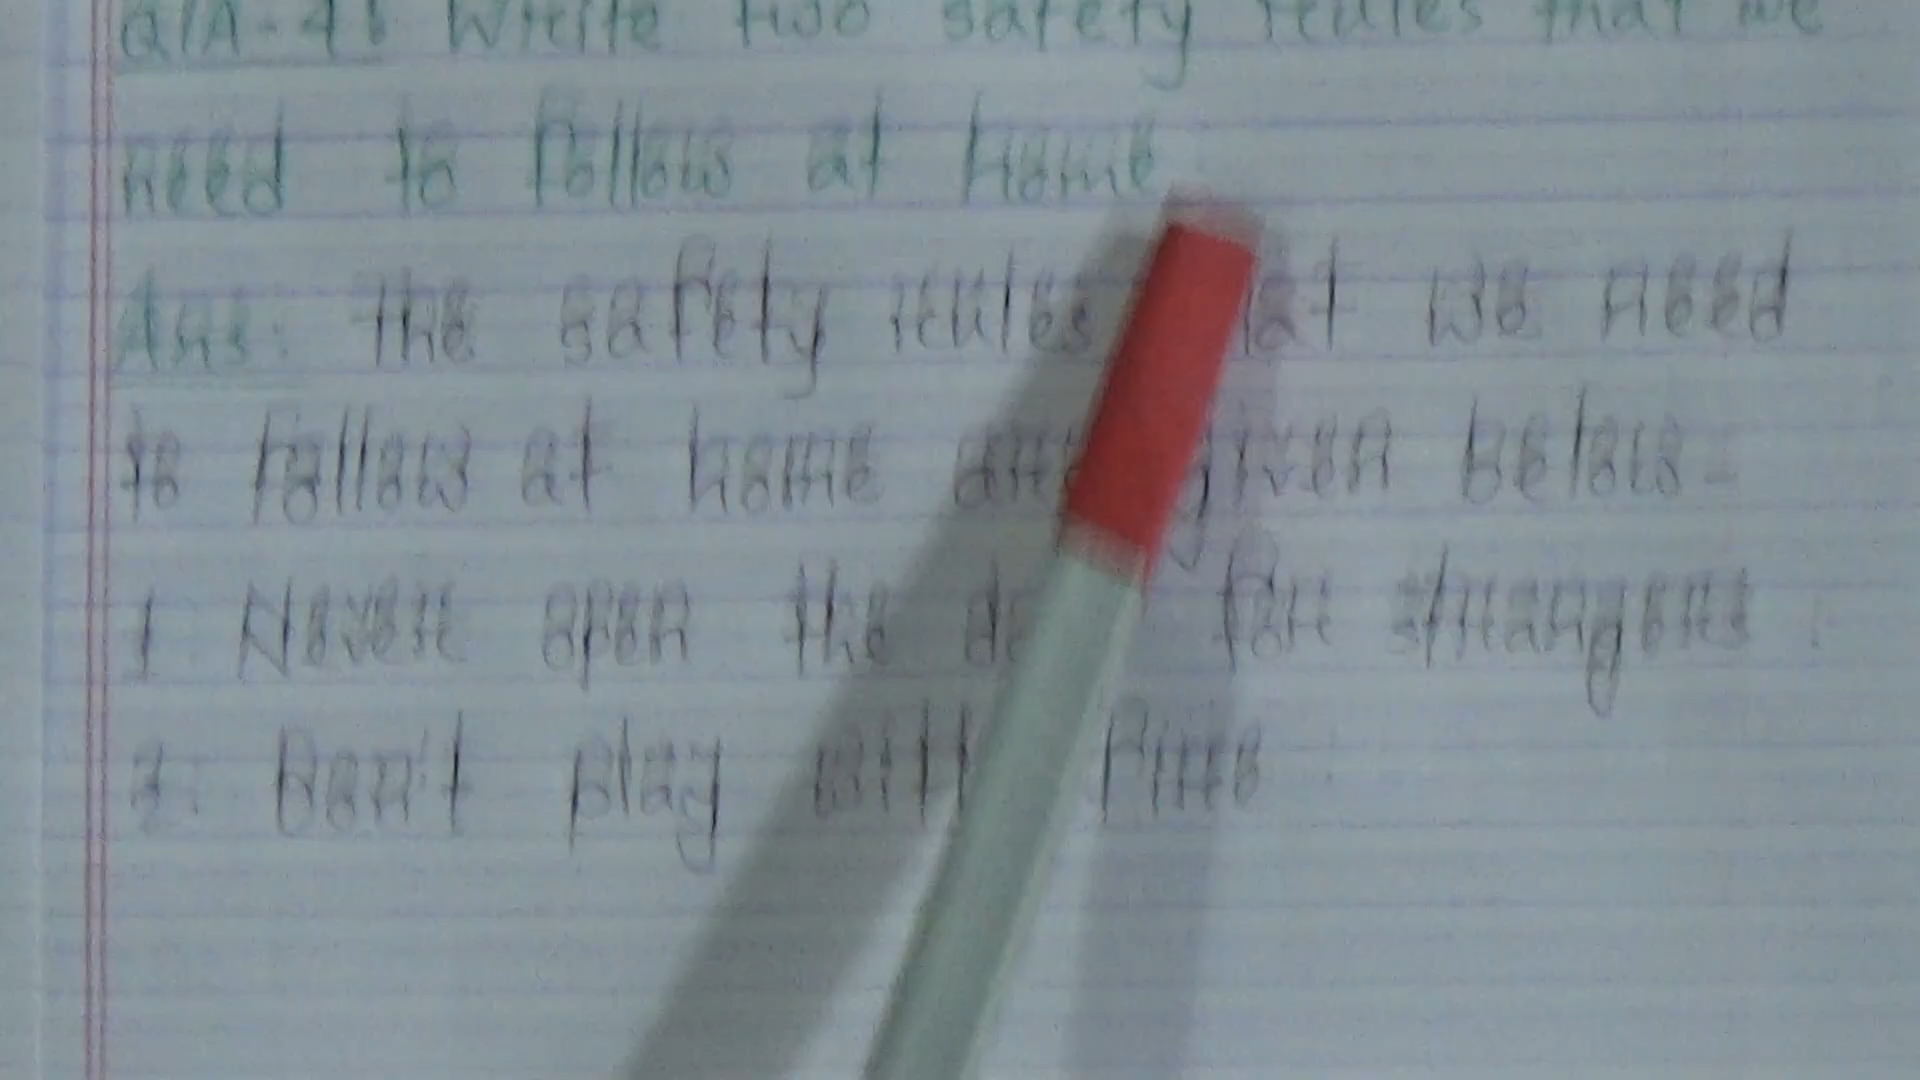 Q/A-4: Write two safety rules that we
need to follow at home.
Ans: The safety rules that we need
to follow at home are given below-
1. Never open the door for strangers.
2. Don't play with fire.